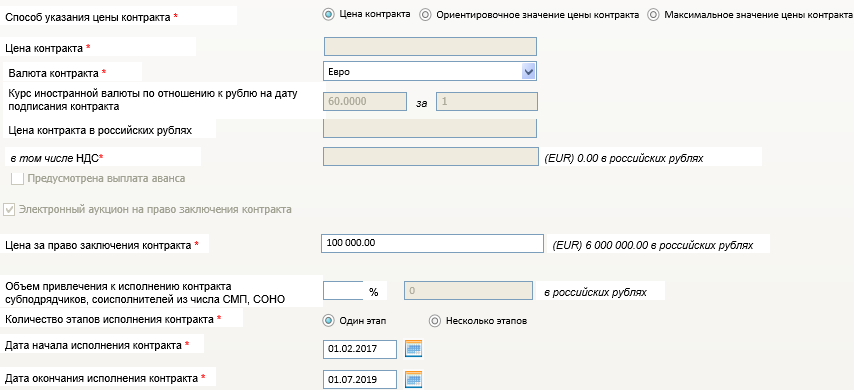 Способ указания цены контракта * Цена контракта Ориентировочное значение цены контракта Максимальное значение цены контракта
Цена контракта *
Валюта контракта * Евро
Курс иностранной валюты по отношению к рублю на дату
подписания контракта 60.0000 за 1
Цена контракта в российских рублях
в том числе НДС* (EUR) 0.00 в российских рублях
Предусмотрена выплата аванса
Электронный аукцион на право заключения контракта
Цена за право заключения контракта * 100 000.00 (EUR) 6 000 000.00 в российских рублях
Объем привлечения к исполнению контракта
субподрядчиков, соисполнителей из числа СМП, СОНО % 0 в российских рублях
Количество этапов исполнения контракта * Один этап Несколько этапов
Дата начала исполнения контракта * 01.02.2017
Дата окончания исполнения контракта * 01.07.2019